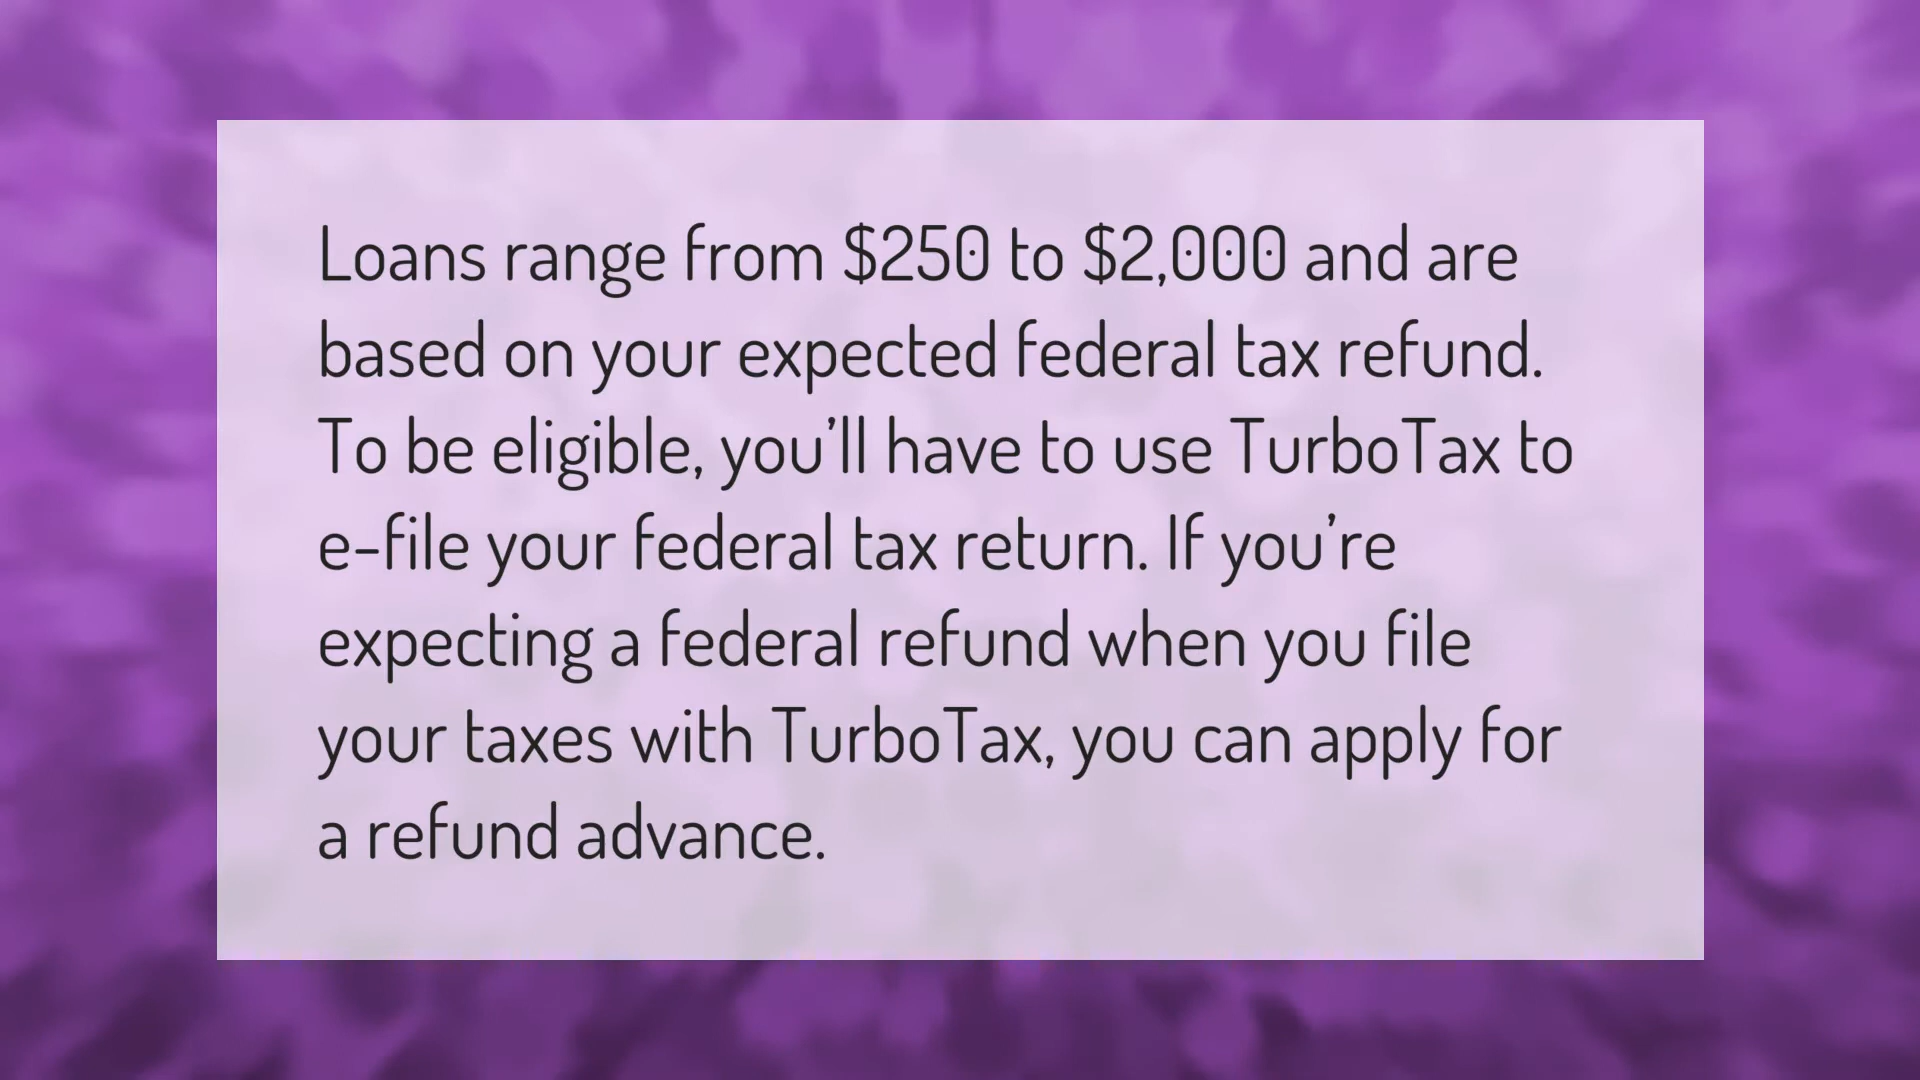 Loans range from $250 to $2,000 and are
based on your expected federal tax refund.
To be eligible, you’ll have to use TurboTax to
e-file your federal tax return. If you’re
expecting a federal refund when you file
your taxes with TurboTax, you can apply for
a refund advance.